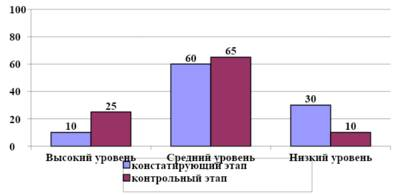 100
80
60
40
20
0
10 25 60 65 30 10
Высокий уровень Средний уровень Низкий уровень
констатирующий этап
контрольный этап